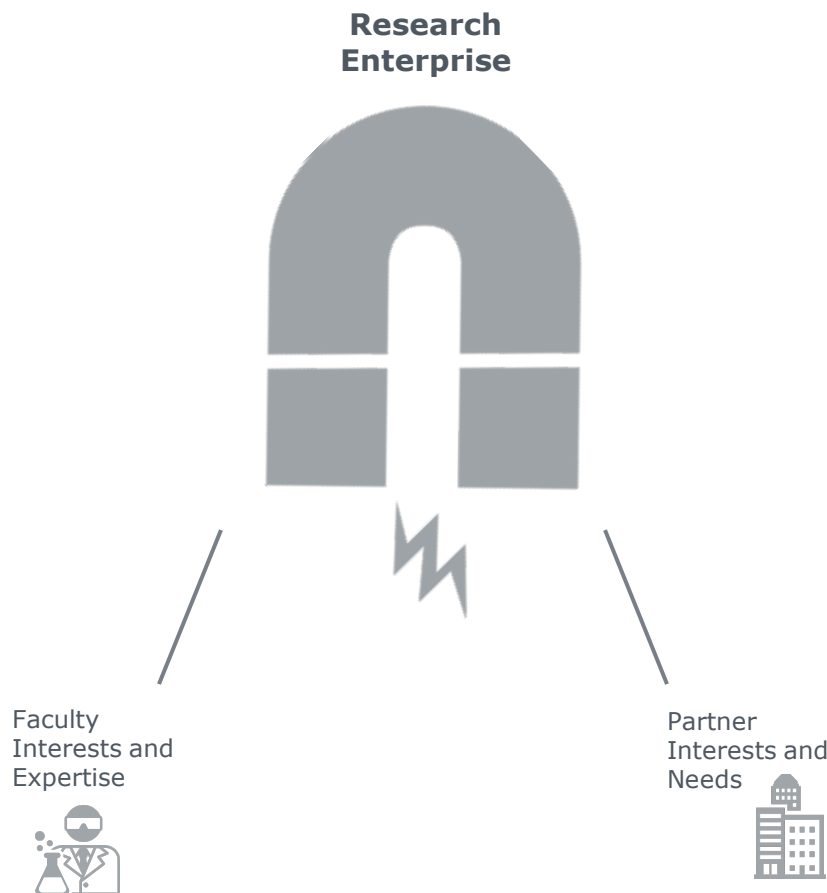 Research
Enterprise
Faculty
Interests and
Expertise
Partner
Interests and
Needs